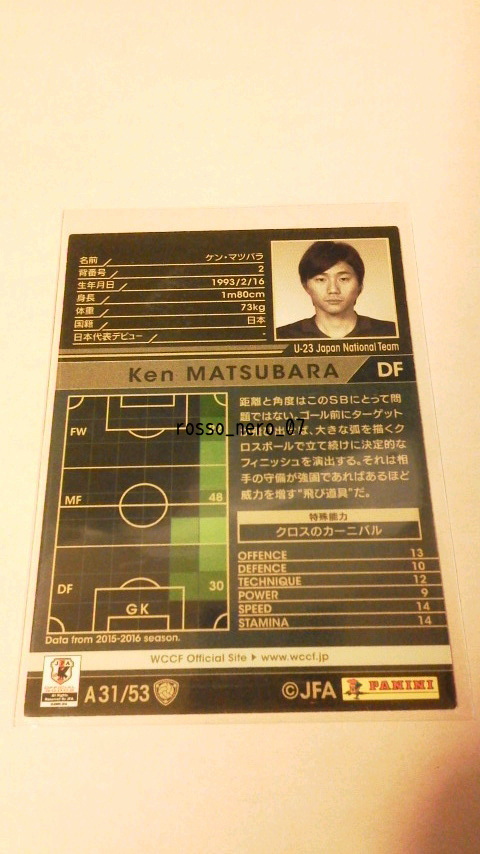 名前 ケン・マツバラ
背番号 2
生年月日 1993/2/16
身長 1m80cm
体重 73kg
国籍 日本
日本代表デビュー -
U-23 Japan National Team
Ken MATSUBARA DF
距離と角度はこのSBにとって問
題ではない。ゴール前にターゲット
を
rosso_nero_07
、大きな弧を描くク
ロスボールで立て続けに決定的な
フィニッシュを演出する。それは相
手の守備が強固であればあるほど
威力を増す“飛び道具”だ。
FW
MF 48
DF 30
GK
特殊能力
クロスのカーニバル
OFFENCE 13
DEFENCE 10
TECHNIQUE 12
POWER 9
SPEED 14
STAMINA 14
Data from 2015-2016 season.
WCCF Official Site ▶ www.wccf.jp
JFA
A31/53
©JFA PANINI